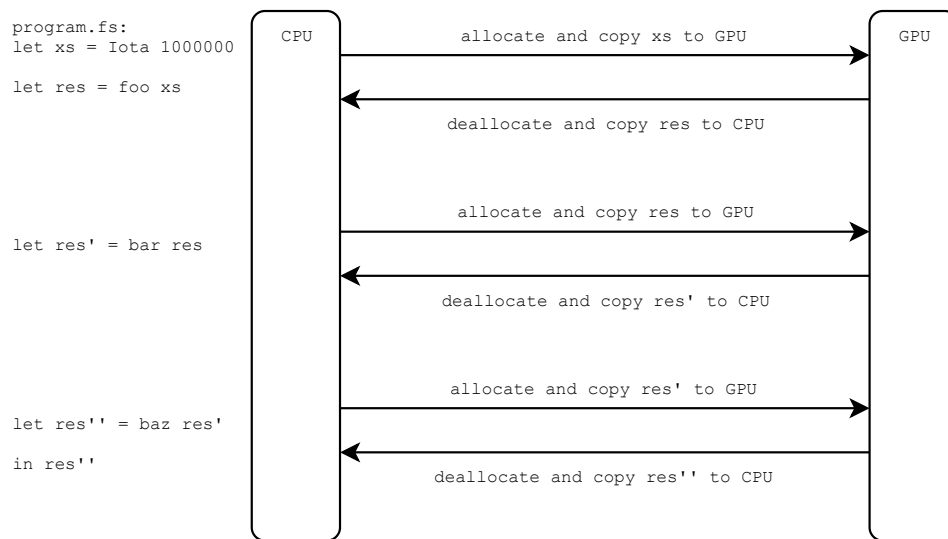 program.fs:
let xs = Iota 1000000
let res = foo xs
let res' = bar res
let res'' = baz res'
in res''
CPU
allocate and copy xs to GPU
deallocate and copy res to CPU
allocate and copy res to GPU
deallocate and copy res' to CPU
allocate and copy res' to GPU
deallocate and copy res'' to CPU
GPU